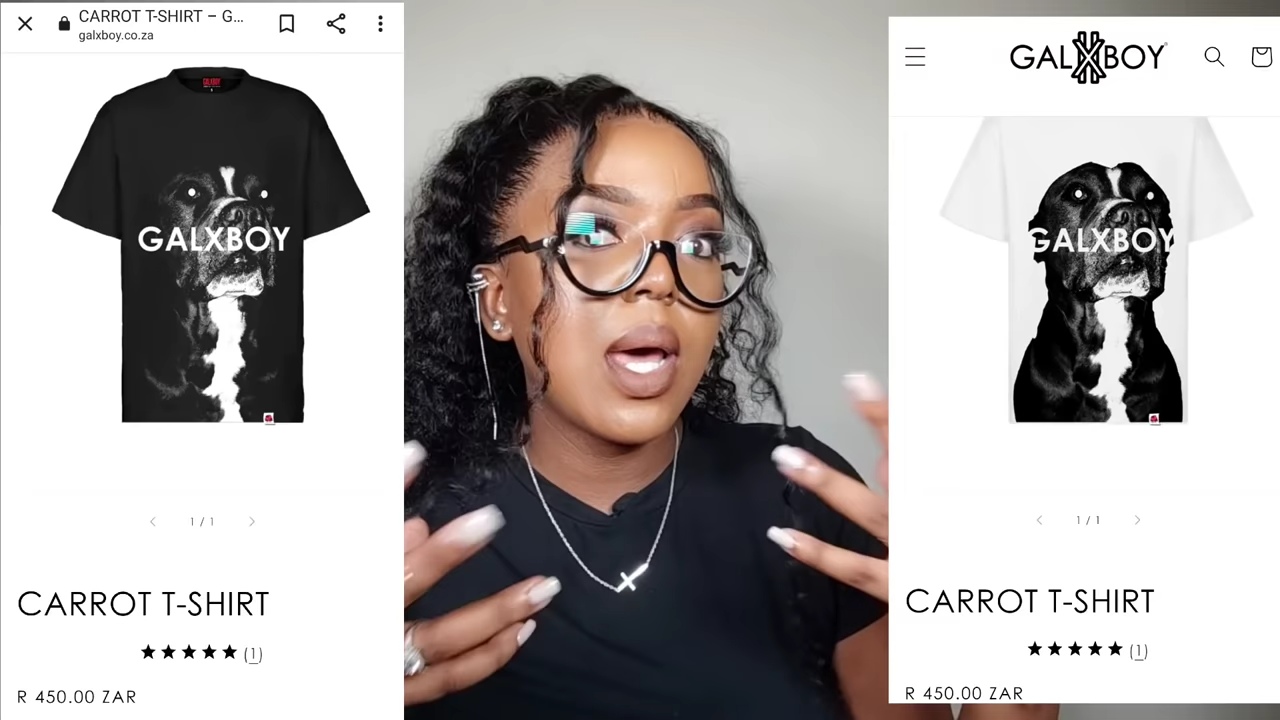 CARROT T-SHIRT – G...
galxboy.co.za
GALXBOY
GALXBOY
1 / 1
CARROT T-SHIRT
(1)
R 450.00 ZAR
GALXBOY
GALXBOY
1 / 1
CARROT T-SHIRT
(1)
R 450.00 ZAR